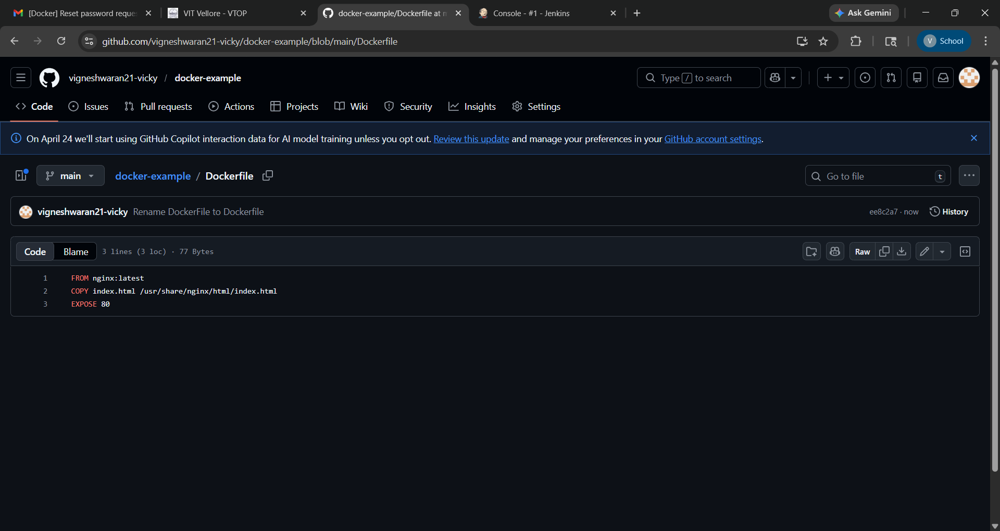 [Docker] Reset password reque
VIT Vellore - VTOP
docker-example/Dockerfile at m
Console - #1 - Jenkins
Ask Gemini
github.com/vigneshwaran21-vicky/docker-example/blob/main/Dockerfile
V School
vigneshwaran21-vicky / docker-example
Type / to search
Code
Issues
Pull requests
Actions
Projects
Wiki
Security
Insights
Settings
On April 24 we'll start using GitHub Copilot interaction data for AI model training unless you opt out. Review this update and manage your preferences in your GitHub account settings.
main
docker-example / Dockerfile
Go to file t
vigneshwaran21-vicky Rename DockerFile to Dockerfile
ee8c2a7 · now
History
Code Blame 3 lines (3 loc) · 77 Bytes
Raw
1 FROM nginx:latest
2 COPY index.html /usr/share/nginx/html/index.html
3 EXPOSE 80